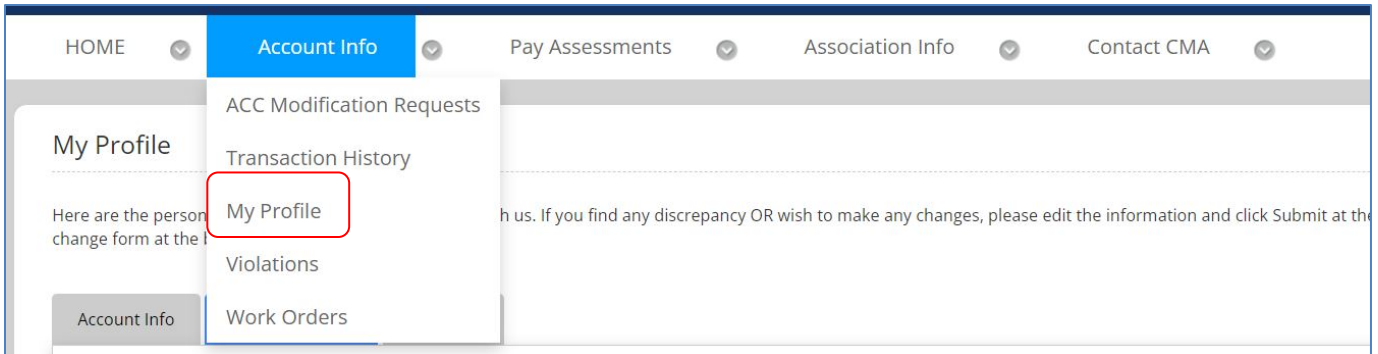 HOME Account Info Pay Assessments Association Info Contact CMA
ACC Modification Requests
My Profile
Transaction History
Here are the person
My Profile
h us. If you find any discrepancy OR wish to make any changes, please edit the information and click Submit at the
change form at the
Violations
Account Info
Work Orders